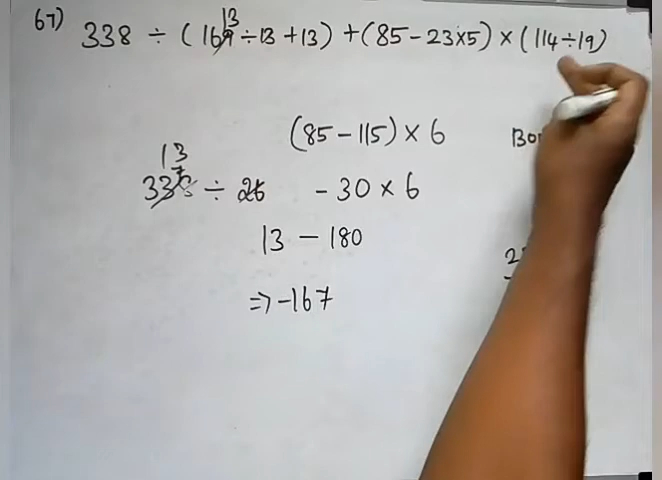 67) 338 ÷ (169 ÷ 13 + 13) + (85 - 23 × 5) × (114 ÷ 19)
13
(85 - 115) × 6
13
338 ÷ 26 - 30 × 6
13 - 180
⇒ -167